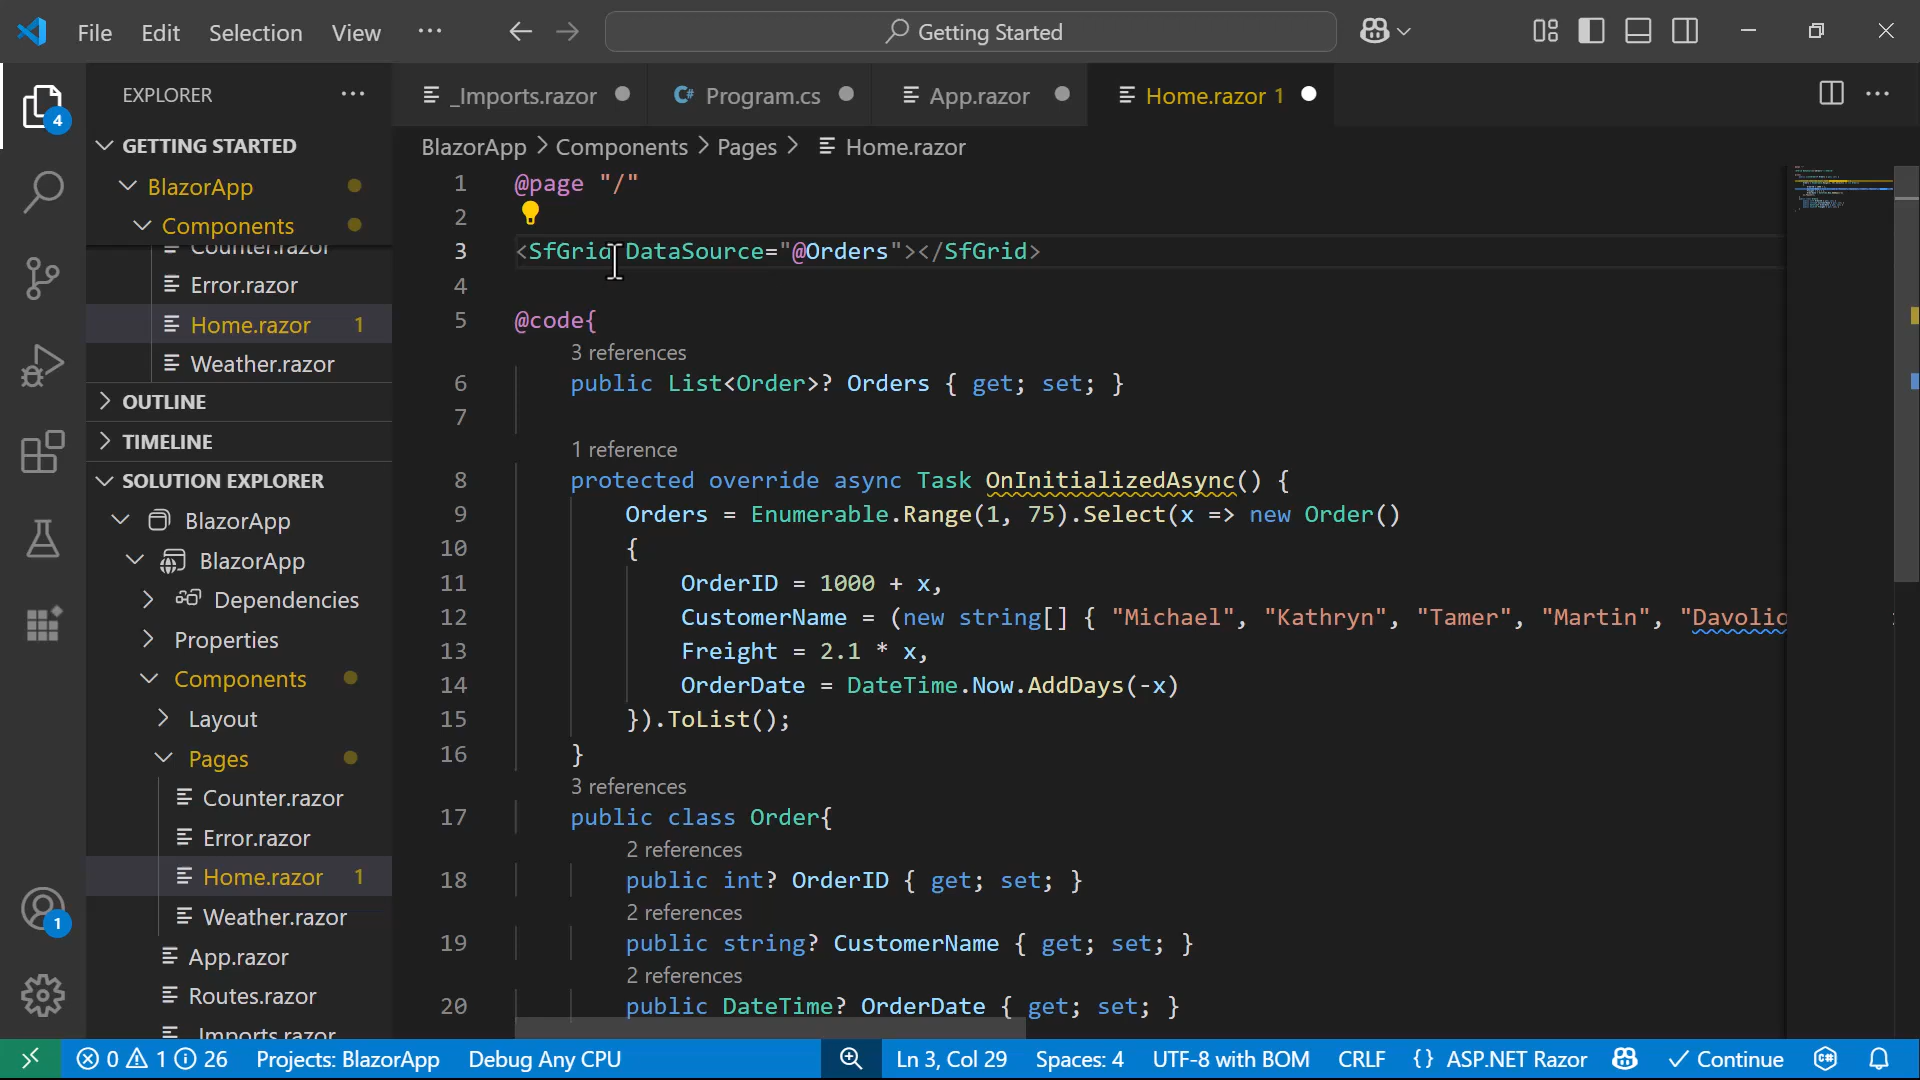 File Edit Selection View ··· Getting Started
EXPLORER ···
GETTING STARTED
BlazorApp
Components
Counter.razor
Error.razor
Home.razor 1
Weather.razor
OUTLINE
TIMELINE
SOLUTION EXPLORER
BlazorApp
BlazorApp
Dependencies
Properties
Components
Layout
Pages
Counter.razor
Error.razor
Home.razor 1
Weather.razor
App.razor
Routes.razor
_Imports.razor
4
1
_Imports.razor Program.cs App.razor Home.razor 1
BlazorApp > Components > Pages > Home.razor
1 @page "/"
2
3 <SfGrid DataSource="@Orders"></SfGrid>
4
5 @code{
3 references
6 public List<Order>? Orders { get; set; }
7
1 reference
8 protected override async Task OnInitializedAsync() {
9 Orders = Enumerable.Range(1, 75).Select(x => new Order()
10 {
11 OrderID = 1000 + x,
12 CustomerName = (new string[] { "Michael", "Kathryn", "Tamer", "Martin", "Davolio
13 Freight = 2.1 * x,
14 OrderDate = DateTime.Now.AddDays(-x)
15 }).ToList();
16 }
3 references
17 public class Order{
2 references
18 public int? OrderID { get; set; }
2 references
19 public string? CustomerName { get; set; }
2 references
20 public DateTime? OrderDate { get; set; }
0 1 26 Projects: BlazorApp Debug Any CPU Ln 3, Col 29 Spaces: 4 UTF-8 with BOM CRLF {} ASP.NET Razor Continue